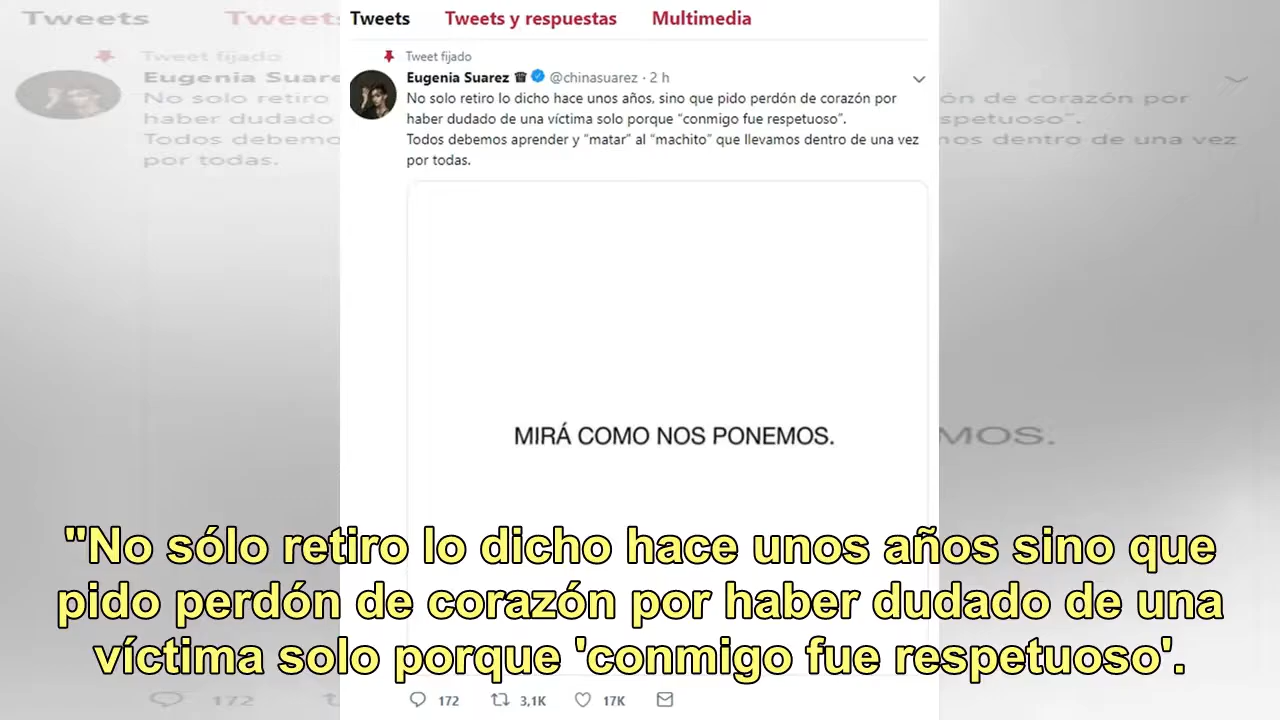 Tweets Tweets y respuestas Multimedia
Tweet fijado
Eugenia Suarez @chinasuarez · 2 h
No solo retiro lo dicho hace unos años, sino que pido perdón de corazón por
haber dudado de una víctima solo porque “conmigo fue respetuoso”.
Todos debemos aprender y “matar” al “machito” que llevamos dentro de una vez
por todas.
MIRÁ COMO NOS PONEMOS.
"No sólo retiro lo dicho hace unos años sino que
pido perdón de corazón por haber dudado de una
víctima solo porque 'conmigo fue respetuoso'.
172 3,1K 17K